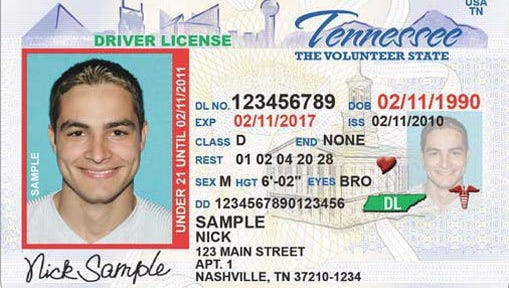 USA
TN
DRIVER LICENSE
Tennessee
THE VOLUNTEER STATE
SAMPLE
UNDER 21 UNTIL 02/11/2011
DL NO. 123456789 DOB 02/11/1990
EXP 02/11/2017 ISS 02/11/2010
CLASS D END NONE
REST 01 02 04 20 28
SEX M HGT 6'-02" EYES BRO
DD 1234567890123456
DL
SAMPLE
NICK
123 MAIN STREET
APT. 1
NASHVILLE, TN 37210-1234
Nick Sample